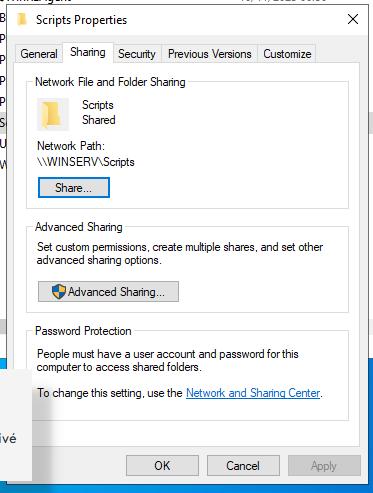 Scripts Properties
General
Sharing
Security
Previous Versions
Customize
Network File and Folder Sharing
Scripts
Shared
Network Path:
\\WINSERV\Scripts
Share...
Advanced Sharing
Set custom permissions, create multiple shares, and set other
advanced sharing options.
Advanced Sharing...
Password Protection
People must have a user account and password for this
computer to access shared folders.
To change this setting, use the Network and Sharing Center.
ivé
OK
Cancel
Apply